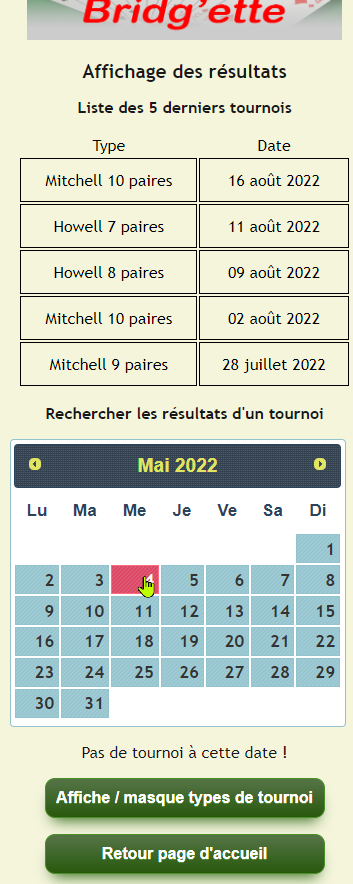 Bridg'ette
Affichage des résultats
Liste des 5 derniers tournois
Type Date
Mitchell 10 paires 16 août 2022
Howell 7 paires 11 août 2022
Howell 8 paires 09 août 2022
Mitchell 10 paires 02 août 2022
Mitchell 9 paires 28 juillet 2022
Rechercher les résultats d'un tournoi
Mai 2022
Lu Ma Me Je Ve Sa Di
1
2 3 4 5 6 7 8
9 10 11 12 13 14 15
16 17 18 19 20 21 22
23 24 25 26 27 28 29
30 31
Pas de tournoi à cette date !
Affiche / masque types de tournoi
Retour page d'accueil